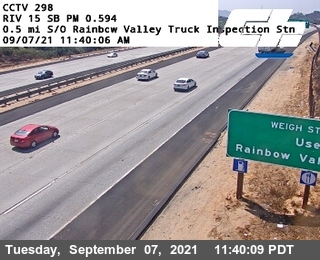 CCTV 298
RIV 15 SB PM 0.594
0.5 mi S/O Rainbow Valley Truck Inspection Stn
09/07/21 11:40:06 AM
WEIGH ST
Use
Rainbow Val
Tuesday, September 07, 2021 11:40:09 PDT